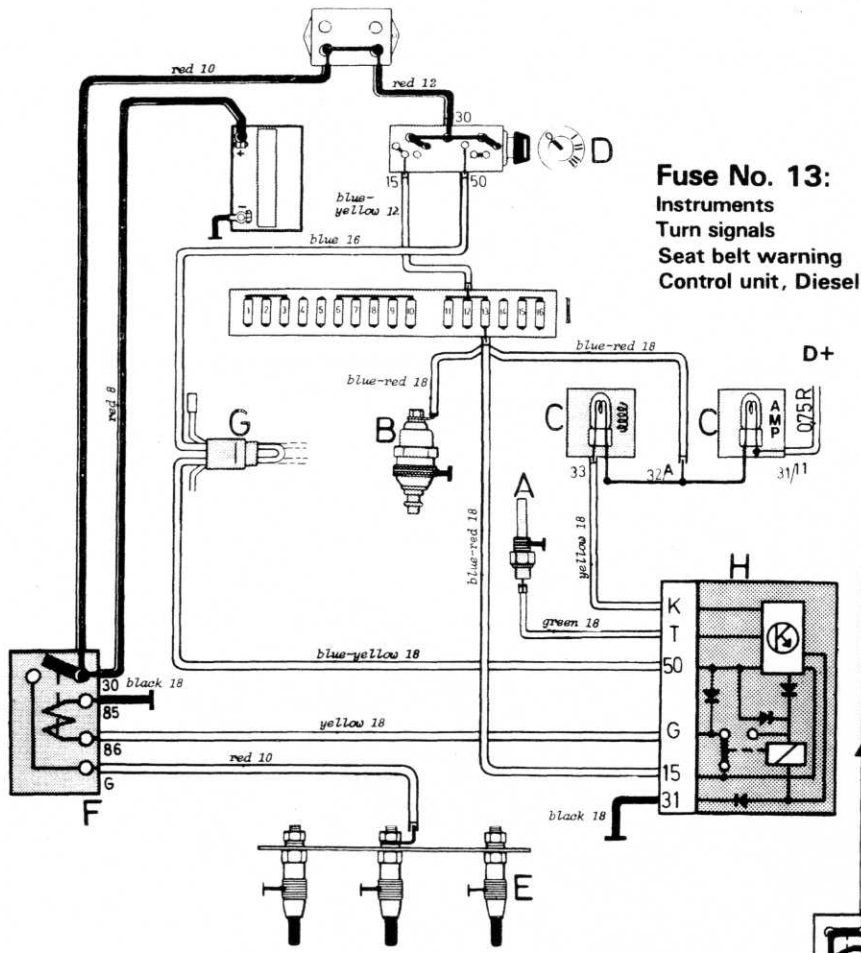 red 10
red 12
30
D
+
−
15
50
blue-
yellow 12
blue 16
Fuse No. 13:
Instruments
Turn signals
Seat belt warning
Control unit, Diesel
1 2 3 4 5 6 7 8 9 10 11 12 13 14 15 16
blue-red 18
D+
blue-red 18
red 8
G
B
C
C
AMP
0,75R
33
32/A
31/11
A
blue-red 18
yellow 18
H
K
green 18
T
blue-yellow 18
50
30
black 18
85
yellow 18
G
86
red 10
15
G
31
F
black 18
E